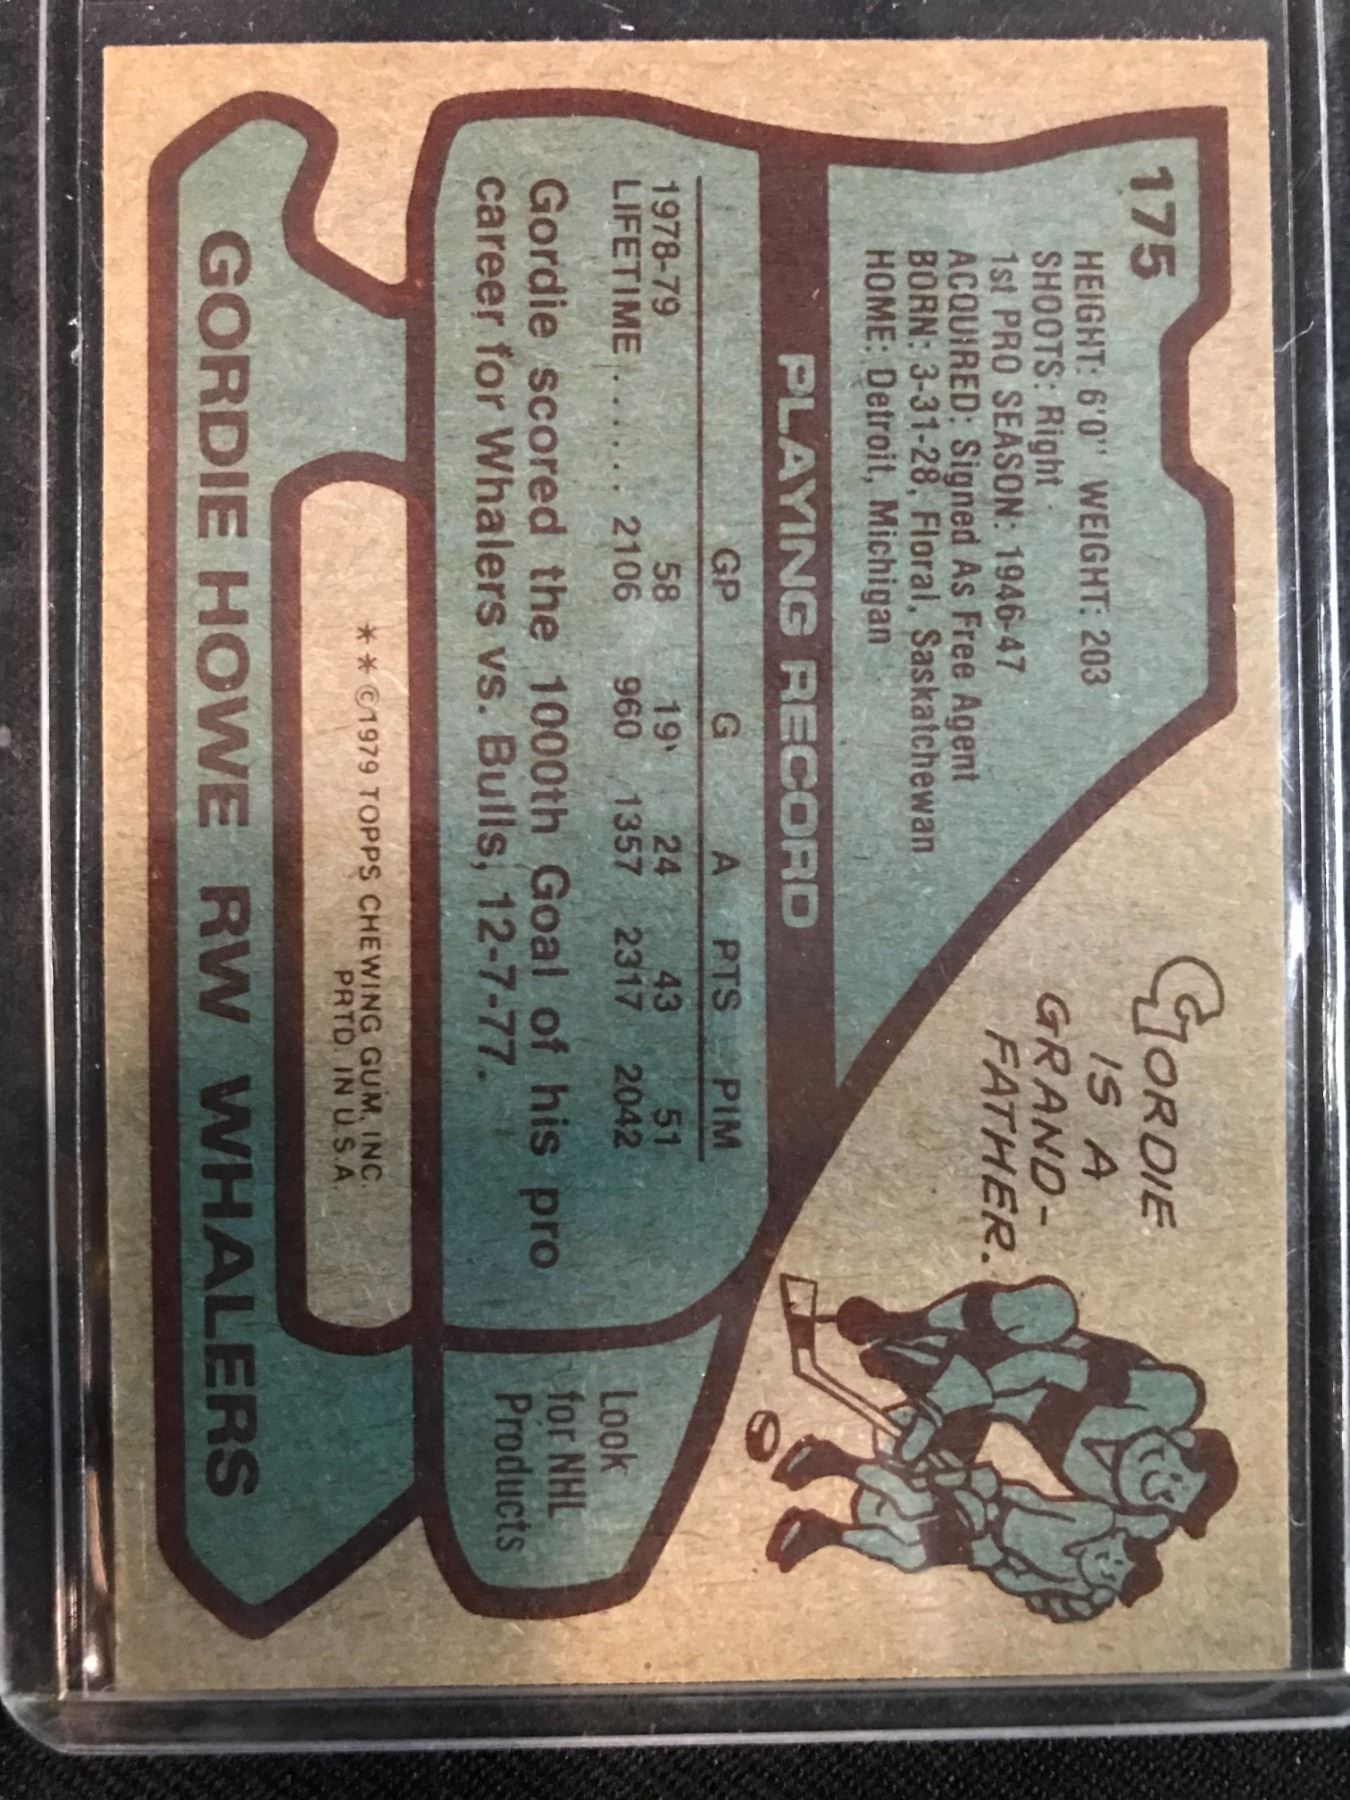 175
HEIGHT: 6'0" WEIGHT: 203
SHOOTS: Right
1st PRO SEASON: 1946-47
ACQUIRED: Signed As Free Agent
BORN: 3-31-28, Floral, Saskatchewan
HOME: Detroit, Michigan
GORDIE
IS A
GRAND-
FATHER.
PLAYING RECORD
GP G A PTS PIM
1978-79 58 19 24 43 51
LIFETIME ...... 2106 960 1357 2317 2042
Gordie scored the 1000th Goal of his pro
career for Whalers vs. Bulls, 12-7-77.
Look
for NHL
Products
**©1979 TOPPS CHEWING GUM, INC.
PRTD. IN U.S.A.
GORDIE HOWE RW WHALERS